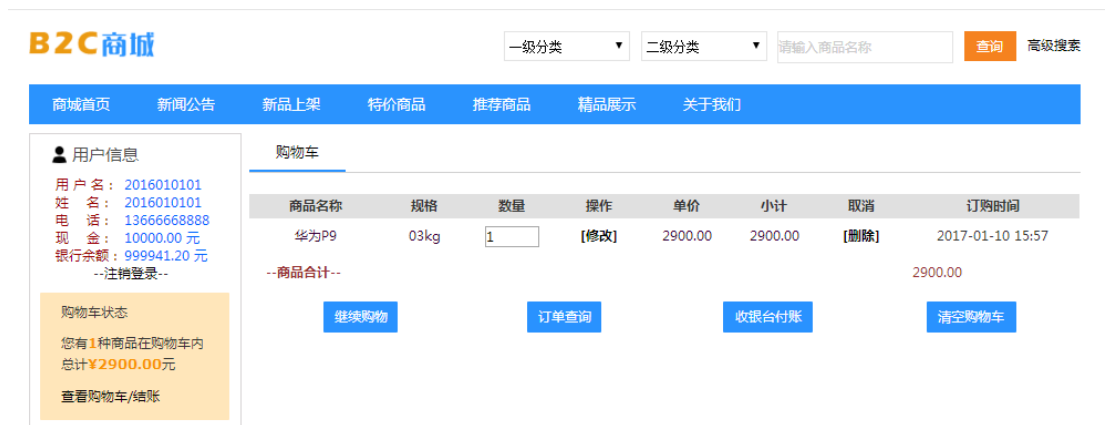 B2C商城
一级分类 二级分类 请输入商品名称 查询 高级搜索
商城首页 新闻公告 新品上架 特价商品 推荐商品 精品展示 关于我们
用户信息
用 户 名： 2016010101
姓 名： 2016010101
电 话： 13666668888
现 金： 10000.00 元
银行余额：999941.20 元
--注销登录--
购物车状态
您有1种商品在购物车内
总计¥2900.00元
查看购物车/结账
购物车
商品名称 规格 数量 操作 单价 小计 取消 订购时间
华为P9 03kg 1 [修改] 2900.00 2900.00 [删除] 2017-01-10 15:57
--商品合计-- 2900.00
继续购物 订单查询 收银台付账 清空购物车